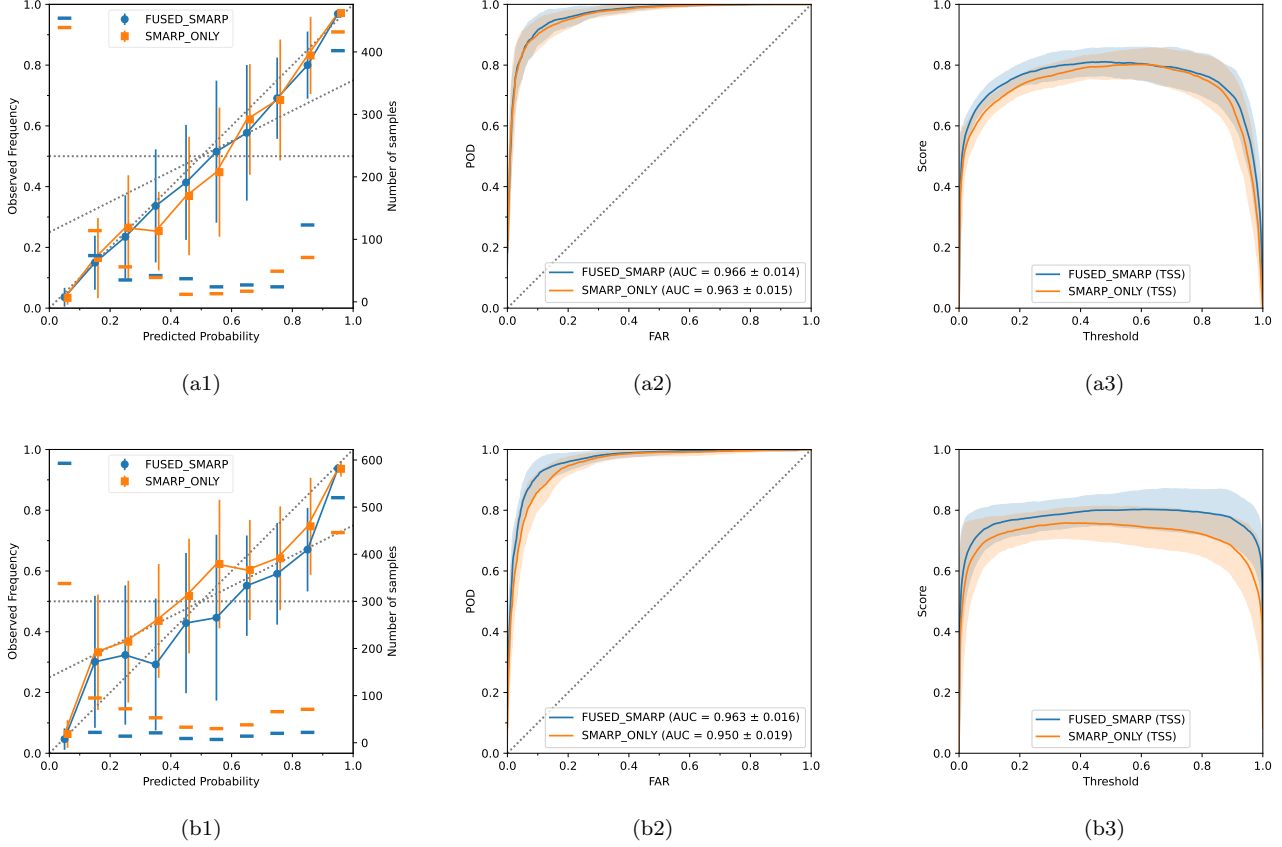 1.0
0.8
0.6
0.4
0.2
0.0
Observed Frequency
FUSED_SMARP
SMARP_ONLY
400
300
200
100
0
Number of samples
0.0 0.2 0.4 0.6 0.8 1.0
Predicted Probability
(a1)
1.0
0.8
0.6
0.4
0.2
0.0
POD
FUSED_SMARP (AUC = 0.966 ± 0.014)
SMARP_ONLY (AUC = 0.963 ± 0.015)
0.0 0.2 0.4 0.6 0.8 1.0
FAR
(a2)
1.0
0.8
0.6
0.4
0.2
0.0
Score
FUSED_SMARP (TSS)
SMARP_ONLY (TSS)
0.0 0.2 0.4 0.6 0.8 1.0
Threshold
(a3)
1.0
0.8
0.6
0.4
0.2
0.0
Observed Frequency
FUSED_SMARP
SMARP_ONLY
600
500
400
300
200
100
0
Number of samples
0.0 0.2 0.4 0.6 0.8 1.0
Predicted Probability
(b1)
1.0
0.8
0.6
0.4
0.2
0.0
POD
FUSED_SMARP (AUC = 0.963 ± 0.016)
SMARP_ONLY (AUC = 0.950 ± 0.019)
0.0 0.2 0.4 0.6 0.8 1.0
FAR
(b2)
1.0
0.8
0.6
0.4
0.2
0.0
Score
FUSED_SMARP (TSS)
SMARP_ONLY (TSS)
0.0 0.2 0.4 0.6 0.8 1.0
Threshold
(b3)